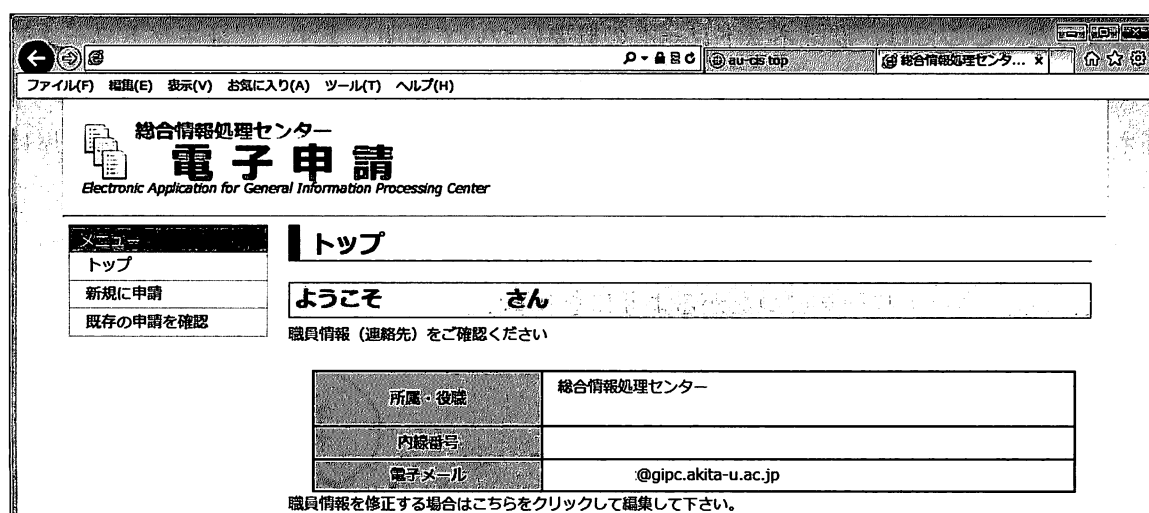 au-cis top
総合情報処理センタ... x
ファイル(F) 編集(E) 表示(V) お気に入り(A) ツール(T) ヘルプ(H)
総合情報処理センター
電子申請
Electronic Application for General Information Processing Center
メニュー
トップ
新規に申請
既存の申請を確認
トップ
ようこそ さん
職員情報（連絡先）をご確認ください
所属・役職 総合情報処理センター
内線番号
電子メール :@gipc.akita-u.ac.jp
職員情報を修正する場合はこちらをクリックして編集して下さい。